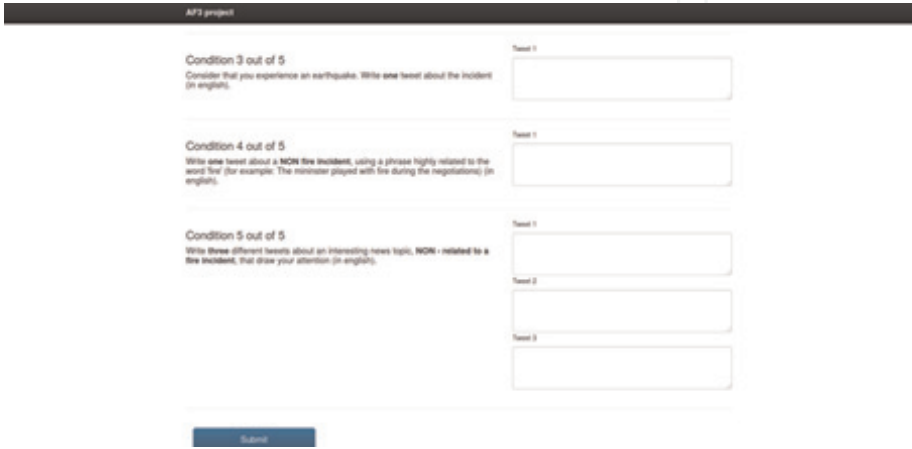 AF3 project
Tweet 1
Condition 3 out of 5
Consider that you experience an earthquake. Write one tweet about the incident
(in english).
Tweet 1
Condition 4 out of 5
Write one tweet about a NON fire incident, using a phrase highly related to the
word 'fire' (for example: The mininster played with fire during the negotiations) (in
english).
Tweet 1
Condition 5 out of 5
Write three different tweets about an interesting news topic, NON - related to a
fire incident, that draw your attention (in english).
Tweet 2
Tweet 3
Submit